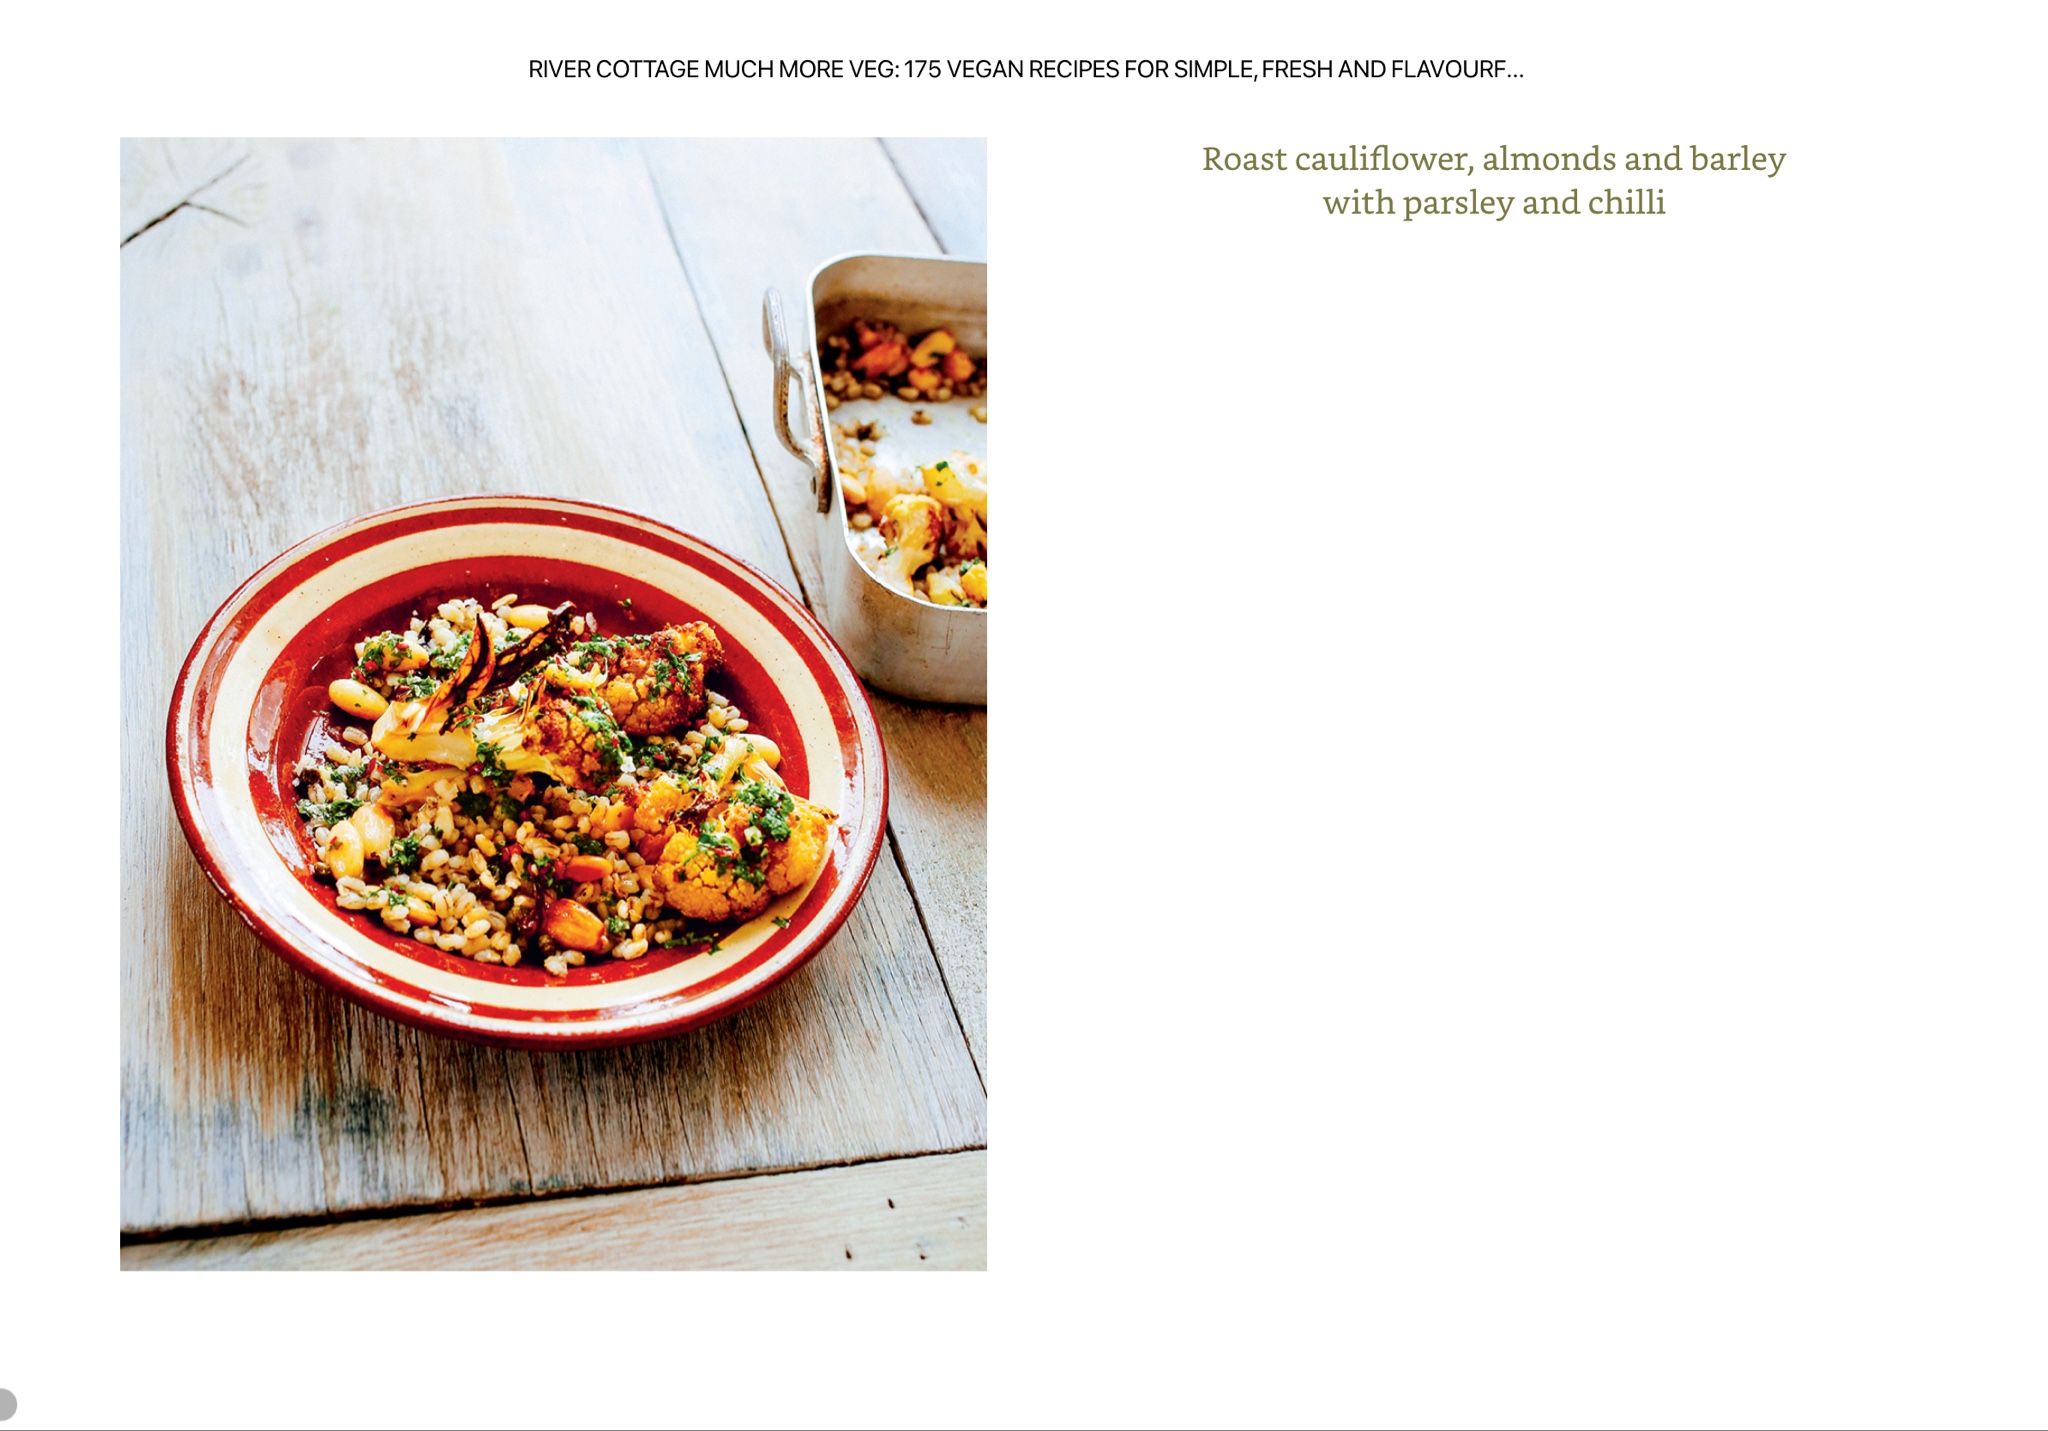 RIVER COTTAGE MUCH MORE VEG: 175 VEGAN RECIPES FOR SIMPLE, FRESH AND FLAVOURF...
Roast cauliflower, almonds and barley
with parsley and chilli